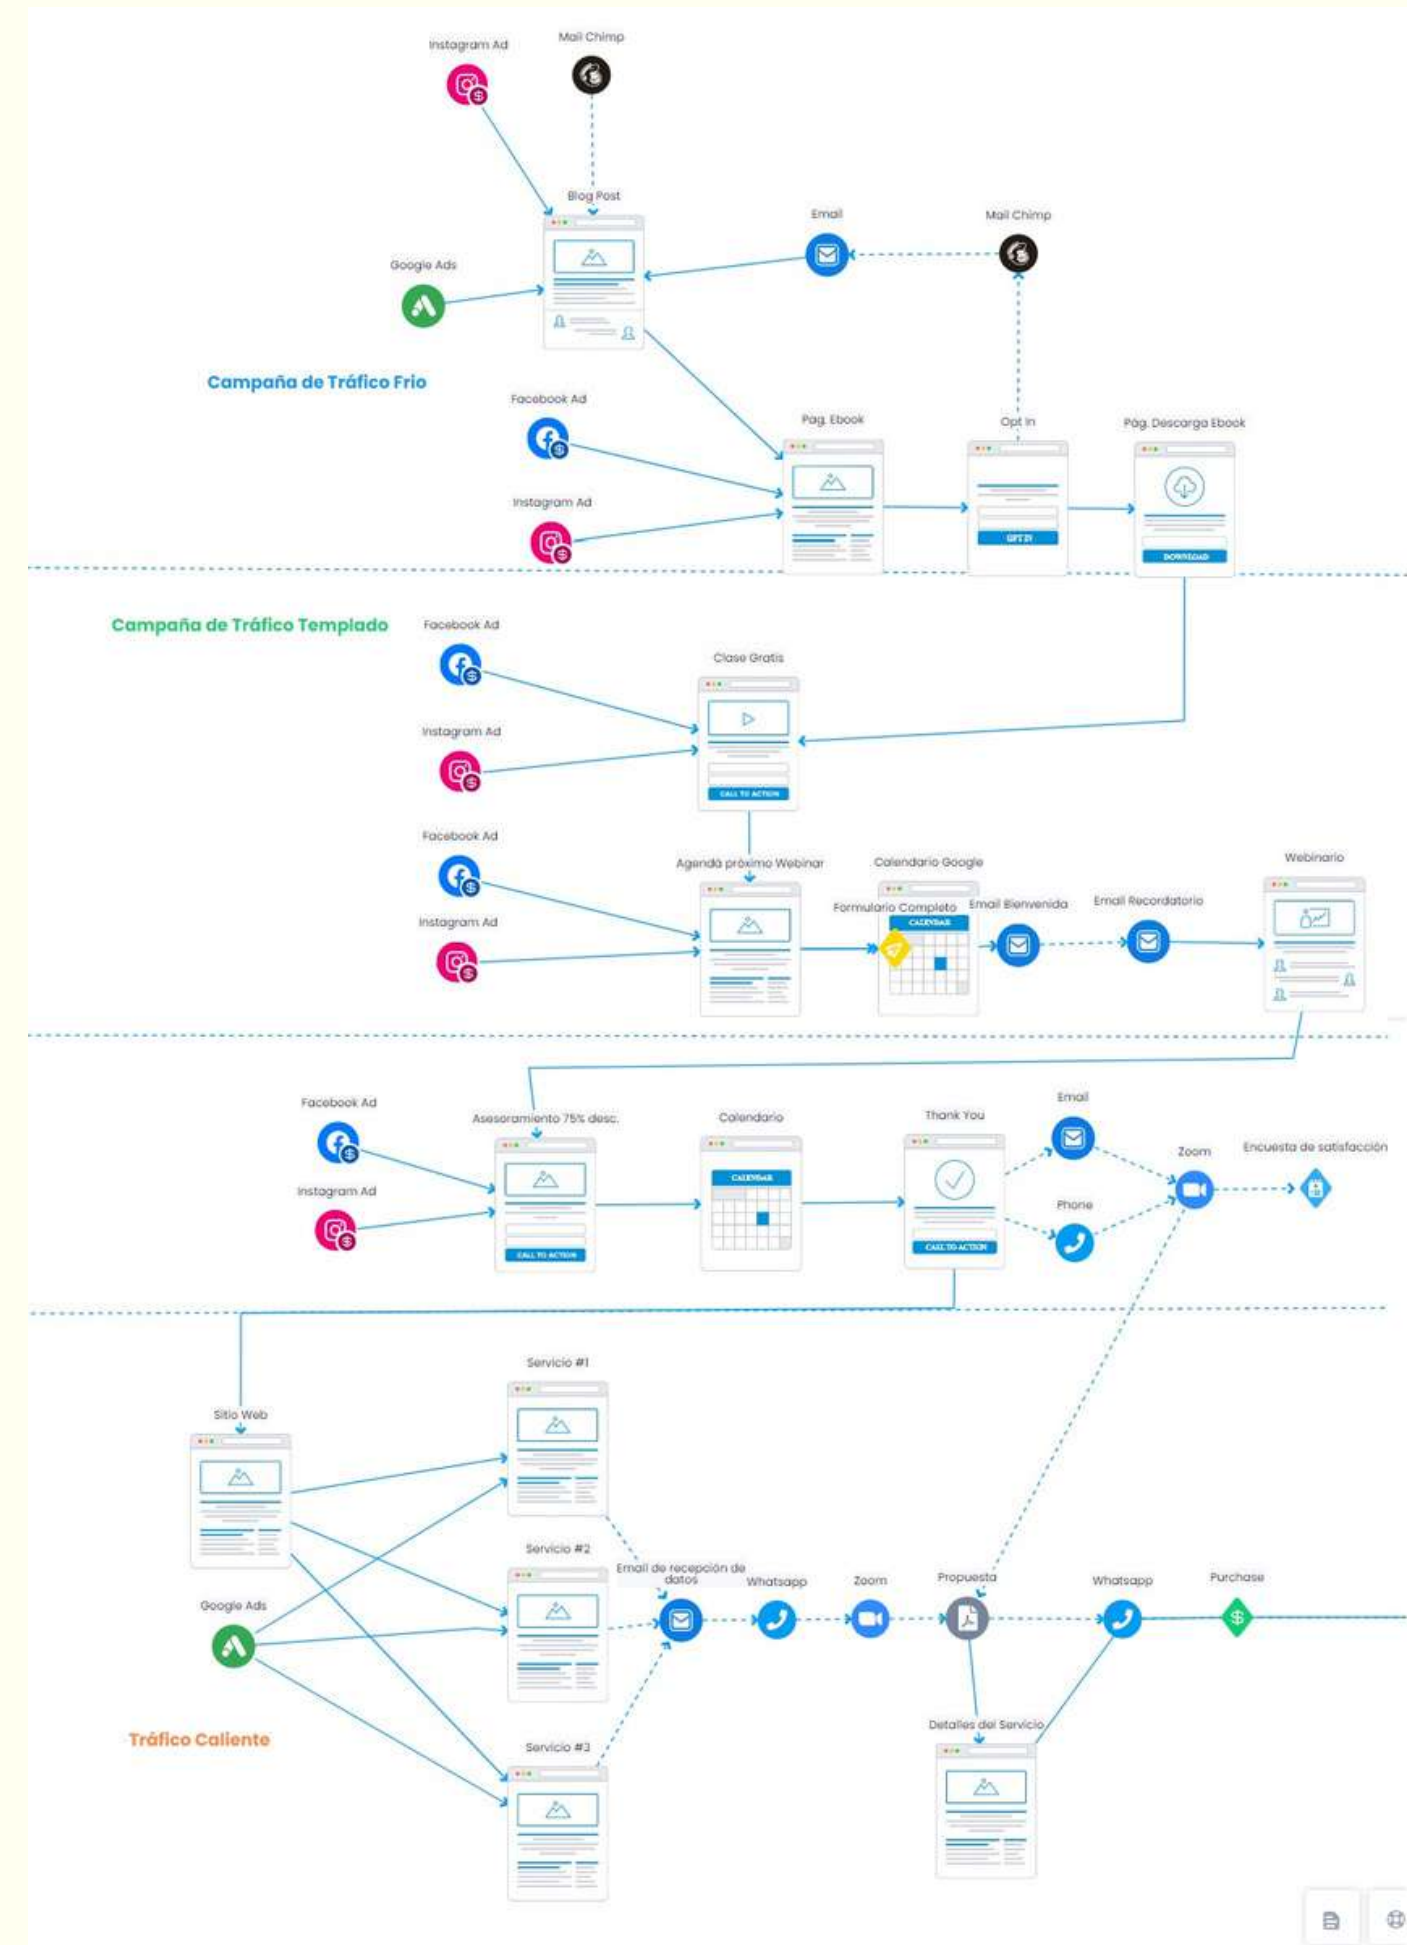 Instagram Ad
Mail Chimp
Blog Post
Email
Mail Chimp
Google Ads
Campaña de Tráfico Frio
Facebook Ad
Pag. Ebook
Opt In
Pág. Descarga Ebook
Instagram Ad
OPT IN
DOWNLOAD
Campaña de Tráfico Templado
Facebook Ad
Clase Gratis
Instagram Ad
CALL TO ACTION
Facebook Ad
Agenda próximo Webinar
Calendario Google
Webinario
Formulario Completo
Email Bienvenida
Email Recordatorio
Instagram Ad
CALENDAR
Facebook Ad
Asesoramiento 75% desc.
Calendario
Thank You
Email
Zoom
Encuesta de satisfacción
CALENDAR
Instagram Ad
Phone
CALL TO ACTION
CALL TO ACTION
Servicio #1
Sitio Web
Servicio #2
Email de recepción de
datos
Whatsapp
Zoom
Propuesta
Whatsapp
Purchase
Google Ads
Detalles del Servicio
Tráfico Caliente
Servicio #3